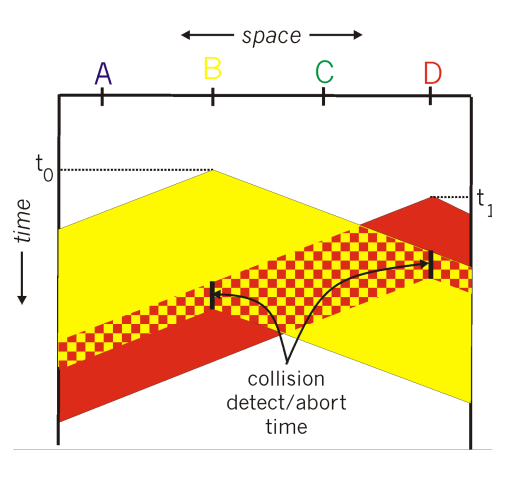 space
A B C D
t0
t1
time
collision
detect/abort
time